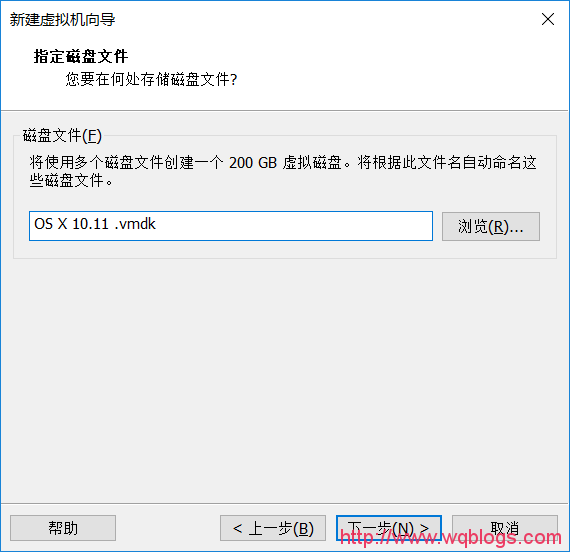 新建虚拟机向导
指定磁盘文件
您要在何处存储磁盘文件?
磁盘文件(F)
将使用多个磁盘文件创建一个 200 GB 虚拟磁盘。将根据此文件名自动命名这
些磁盘文件。
OS X 10.11 .vmdk
浏览(R)...
帮助
< 上一步(B)
下一步(N) >
取消
http://www.wqblogs.com